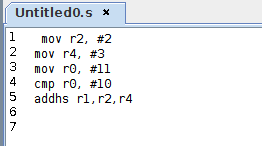 Untitled0.s ×
1 mov r2, #2
2 mov r4, #3
3 mov r0, #11
4 cmp r0, #10
5 addhs r1,r2,r4
6
7